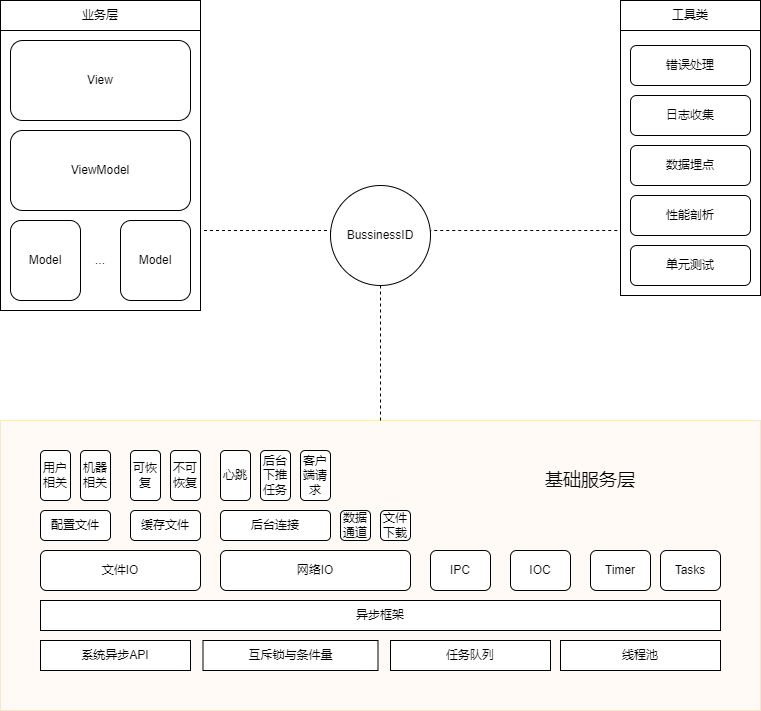 业务层
View
ViewModel
Model
...
Model
工具类
错误处理
日志收集
数据埋点
性能剖析
单元测试
BussinessID
基础服务层
用户
相关
机器
相关
可恢
复
不可
恢复
心跳
后台
下推
任务
客户
端请
求
配置文件
缓存文件
后台连接
数据
通道
文件
下载
文件IO
网络IO
IPC
IOC
Timer
Tasks
异步框架
系统异步API
互斥锁与条件量
任务队列
线程池